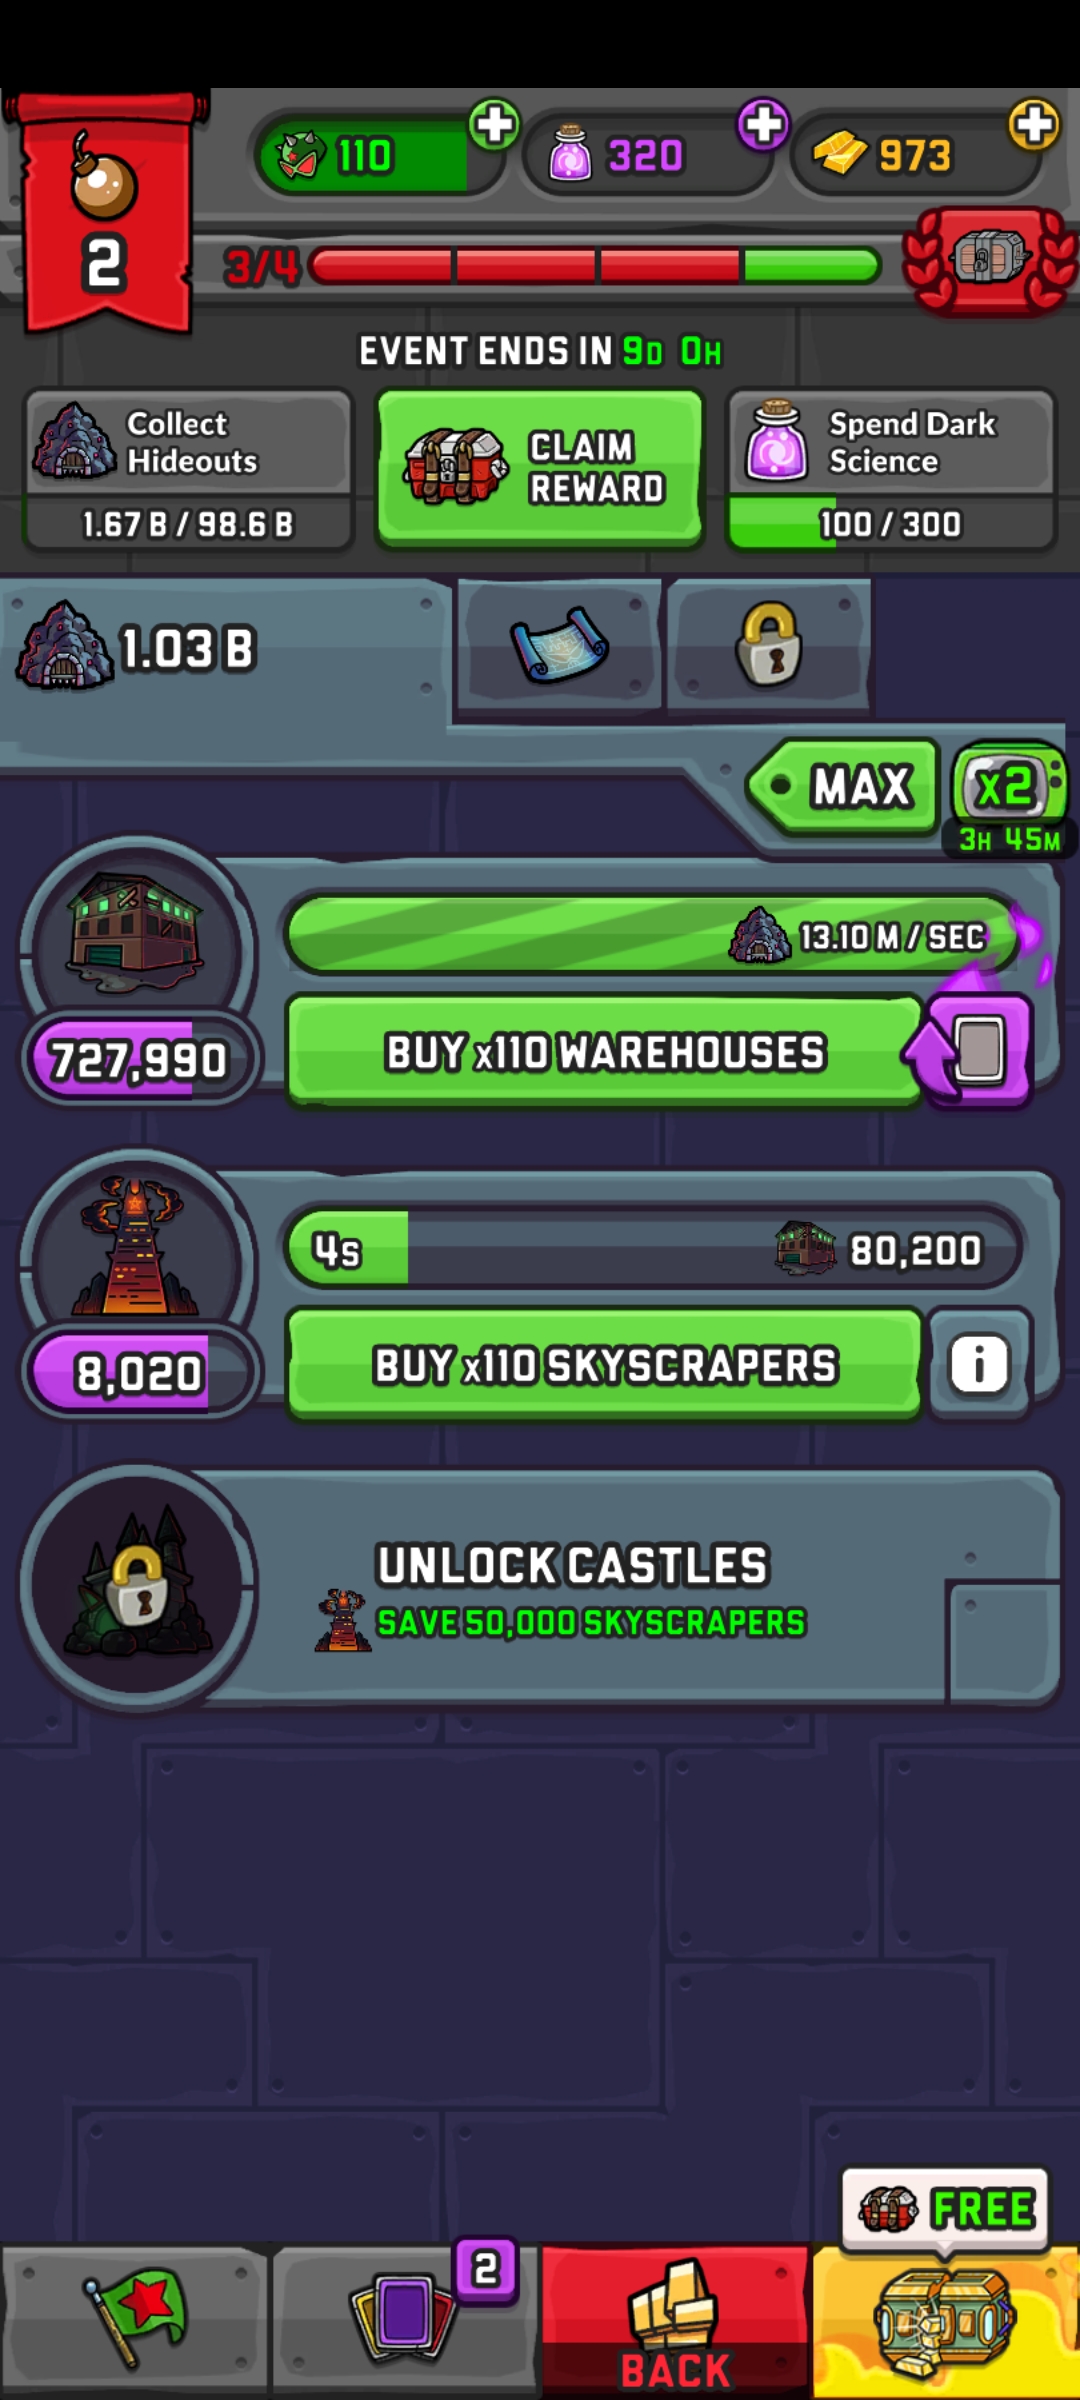 110
320
973
2
3/4
EVENT ENDS IN 9D 0H
Collect
Hideouts
1.67 B / 98.6 B
CLAIM
REWARD
Spend Dark
Science
100 / 300
1.03 B
MAX
x2
3H 45M
13.10 M / SEC
727,990
BUY x110 WAREHOUSES
4S
80,200
8,020
BUY x110 SKYSCRAPERS
i
UNLOCK CASTLES
SAVE 50,000 SKYSCRAPERS
FREE
2
BACK